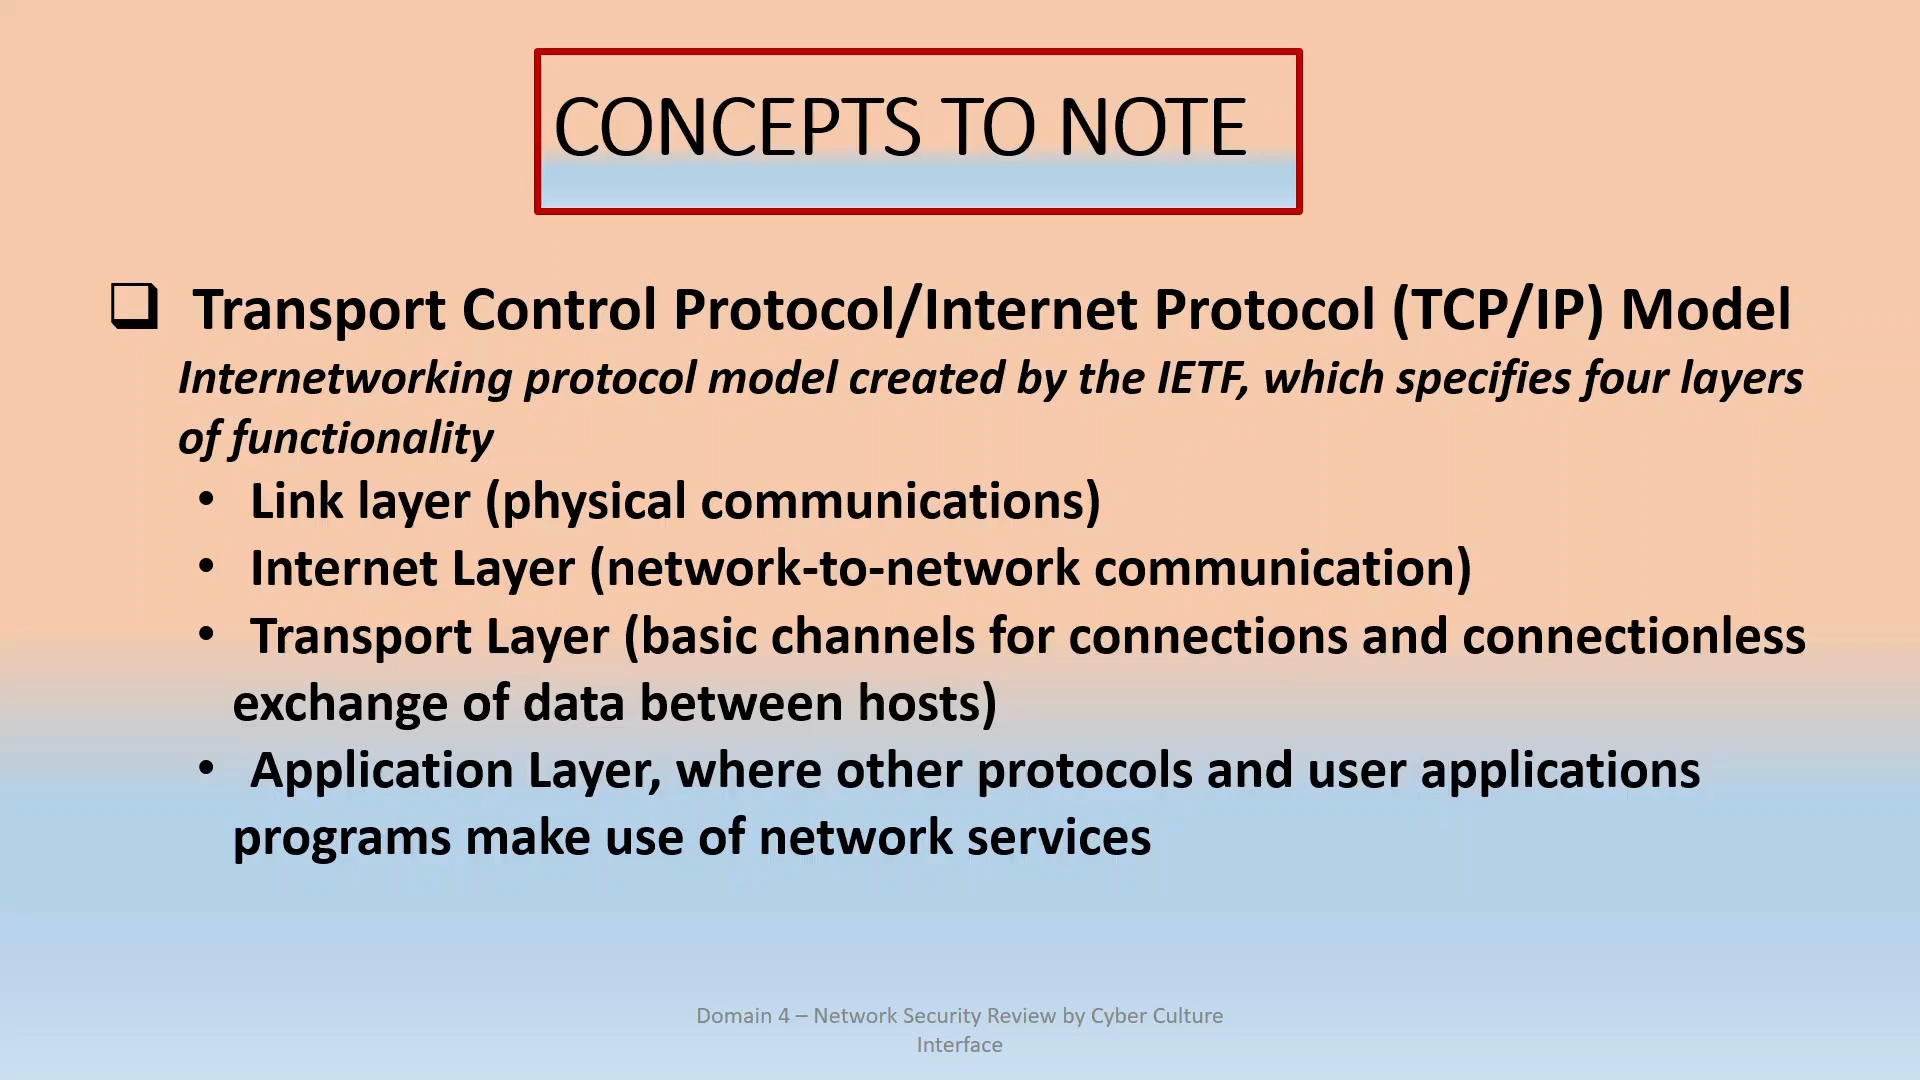 CONCEPTS TO NOTE
❑ Transport Control Protocol/Internet Protocol (TCP/IP) Model
Internetworking protocol model created by the IETF, which specifies four layers
of functionality
• Link layer (physical communications)
• Internet Layer (network-to-network communication)
• Transport Layer (basic channels for connections and connectionless
exchange of data between hosts)
• Application Layer, where other protocols and user applications
programs make use of network services
Domain 4 – Network Security Review by Cyber Culture
Interface